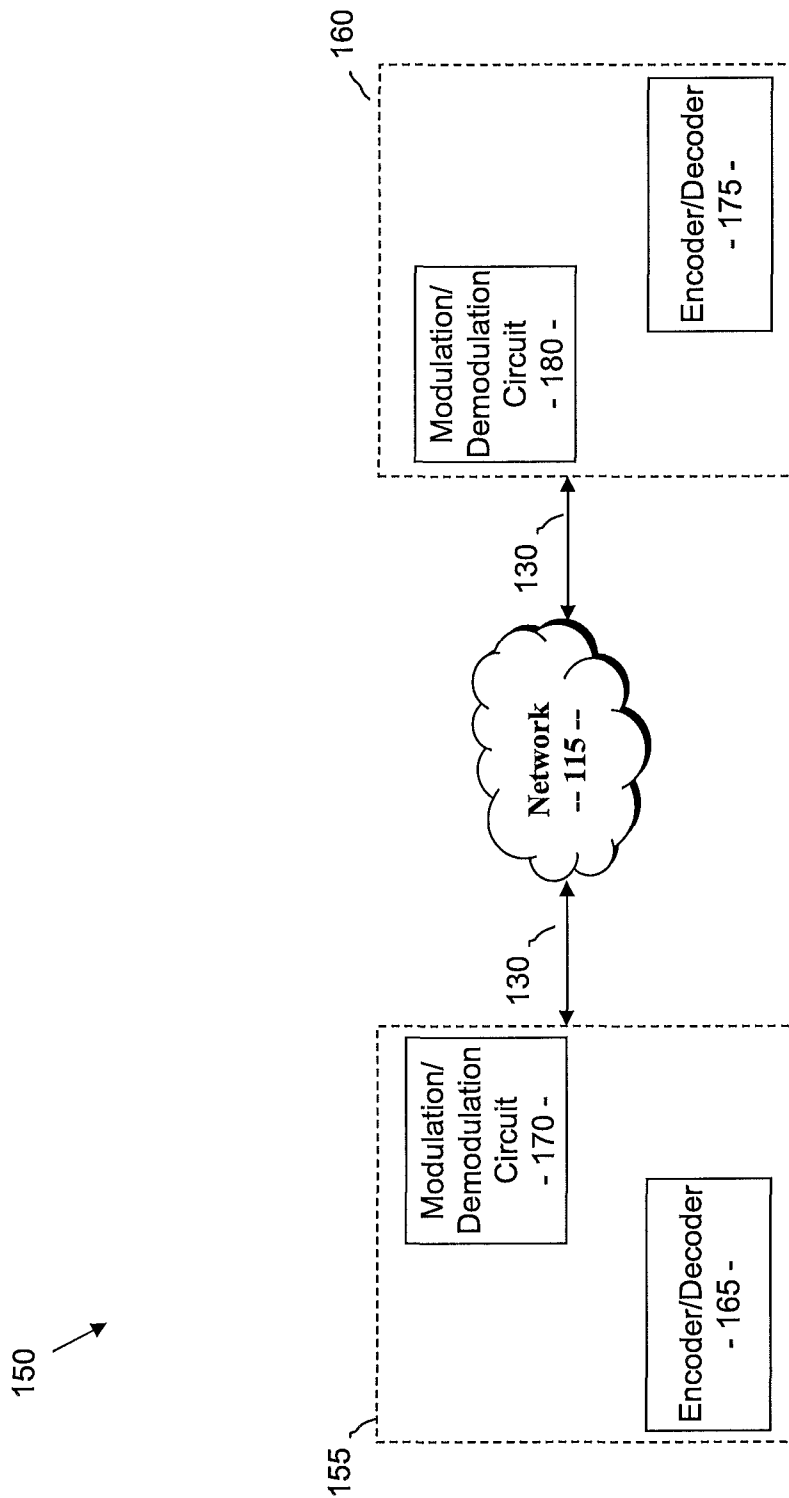 150
155
160
Modulation/
Demodulation
Circuit
- 170 -
Encoder/Decoder
- 165 -
130
Network
-- 115 --
130
Modulation/
Demodulation
Circuit
- 180 -
Encoder/Decoder
- 175 -